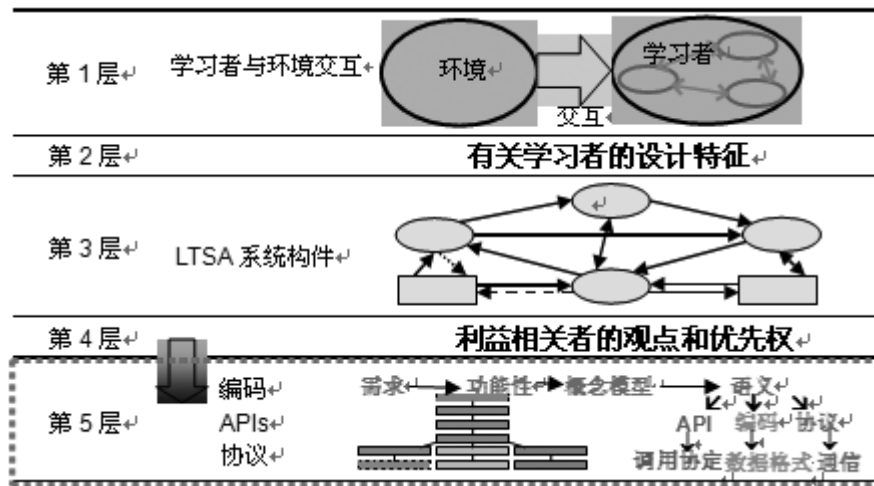 第 1 层 学习者与环境交互 环境 学习者
交互
第 2 层 有关学习者的设计特征
第 3 层 LTSA 系统构件
第 4 层 利益相关者的观点和优先权
编码 需求 功能性 概念模型 语义
第 5 层 APIs API 编码 协议
协议 调用协定 数据格式 通信